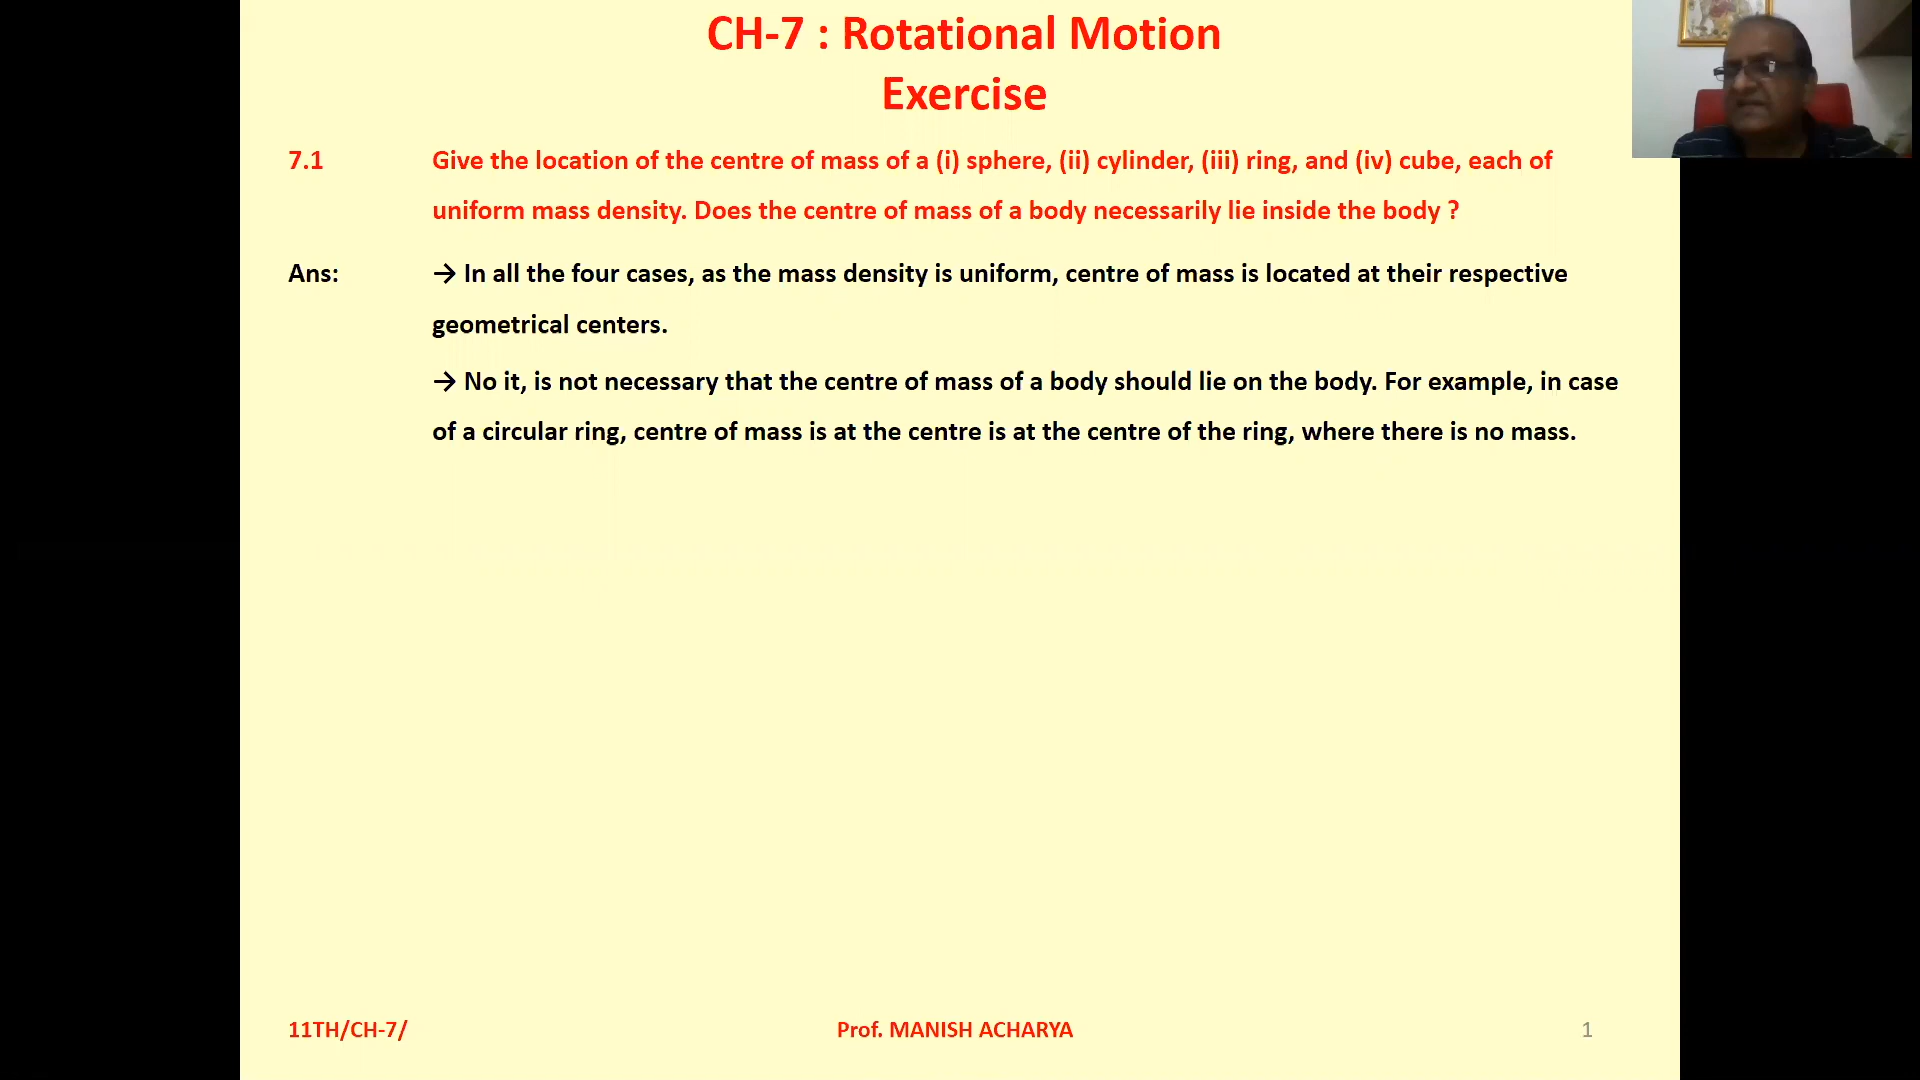 CH-7 : Rotational Motion
Exercise
7.1 Give the location of the centre of mass of a (i) sphere, (ii) cylinder, (iii) ring, and (iv) cube, each of
uniform mass density. Does the centre of mass of a body necessarily lie inside the body ?
Ans: → In all the four cases, as the mass density is uniform, centre of mass is located at their respective
geometrical centers.
→ No it, is not necessary that the centre of mass of a body should lie on the body. For example, in case
of a circular ring, centre of mass is at the centre is at the centre of the ring, where there is no mass.
11TH/CH-7/ Prof. MANISH ACHARYA 1